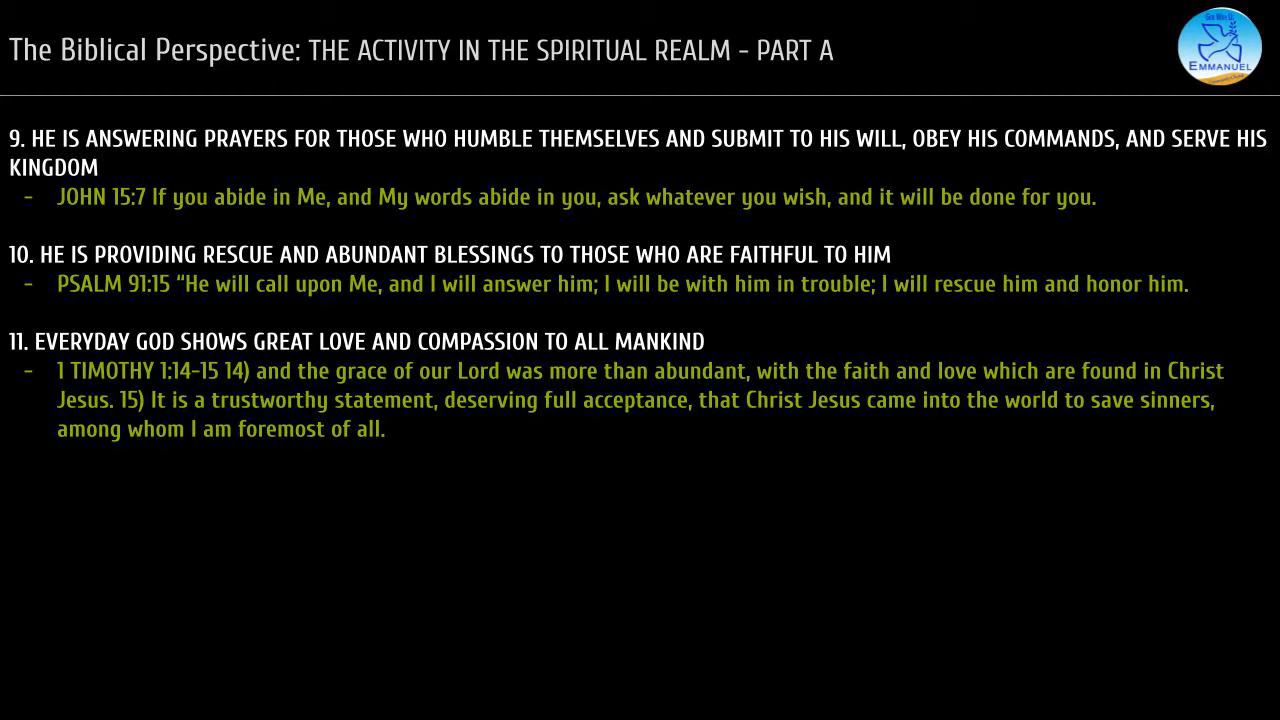 The Biblical Perspective: THE ACTIVITY IN THE SPIRITUAL REALM - PART A
GOD WITH US
EMMANUEL
9. HE IS ANSWERING PRAYERS FOR THOSE WHO HUMBLE THEMSELVES AND SUBMIT TO HIS WILL, OBEY HIS COMMANDS, AND SERVE HIS
KINGDOM
- JOHN 15:7 If you abide in Me, and My words abide in you, ask whatever you wish, and it will be done for you.
10. HE IS PROVIDING RESCUE AND ABUNDANT BLESSINGS TO THOSE WHO ARE FAITHFUL TO HIM
- PSALM 91:15 “He will call upon Me, and I will answer him; I will be with him in trouble; I will rescue him and honor him.
11. EVERYDAY GOD SHOWS GREAT LOVE AND COMPASSION TO ALL MANKIND
- 1 TIMOTHY 1:14-15 14) and the grace of our Lord was more than abundant, with the faith and love which are found in Christ
Jesus. 15) It is a trustworthy statement, deserving full acceptance, that Christ Jesus came into the world to save sinners,
among whom I am foremost of all.